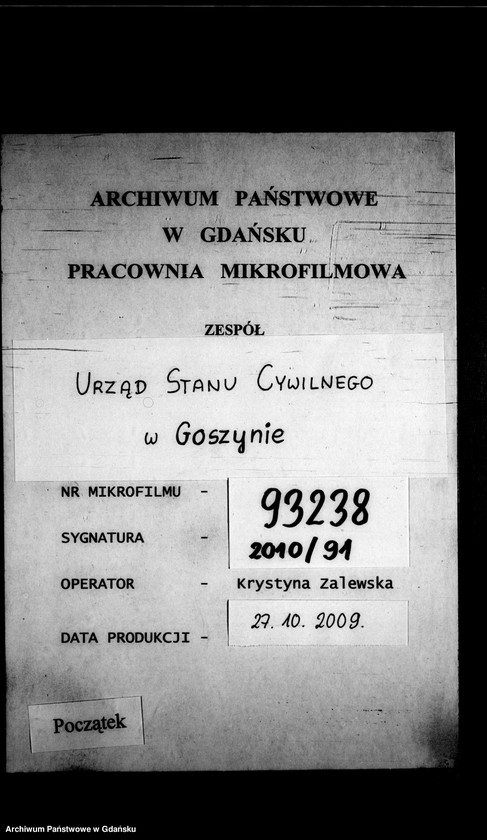 ARCHIWUM PAŃSTWOWE
W GDAŃSKU
PRACOWNIA MIKROFILMOWA
ZESPÓŁ
URZĄD STANU CYWILNEGO
w Goszynie
NR MIKROFILMU - 93238
SYGNATURA - 2010/91
OPERATOR - Krystyna Zalewska
DATA PRODUKCJI - 27.10.2009.
Początek
Archiwum Państwowe w Gdańsku